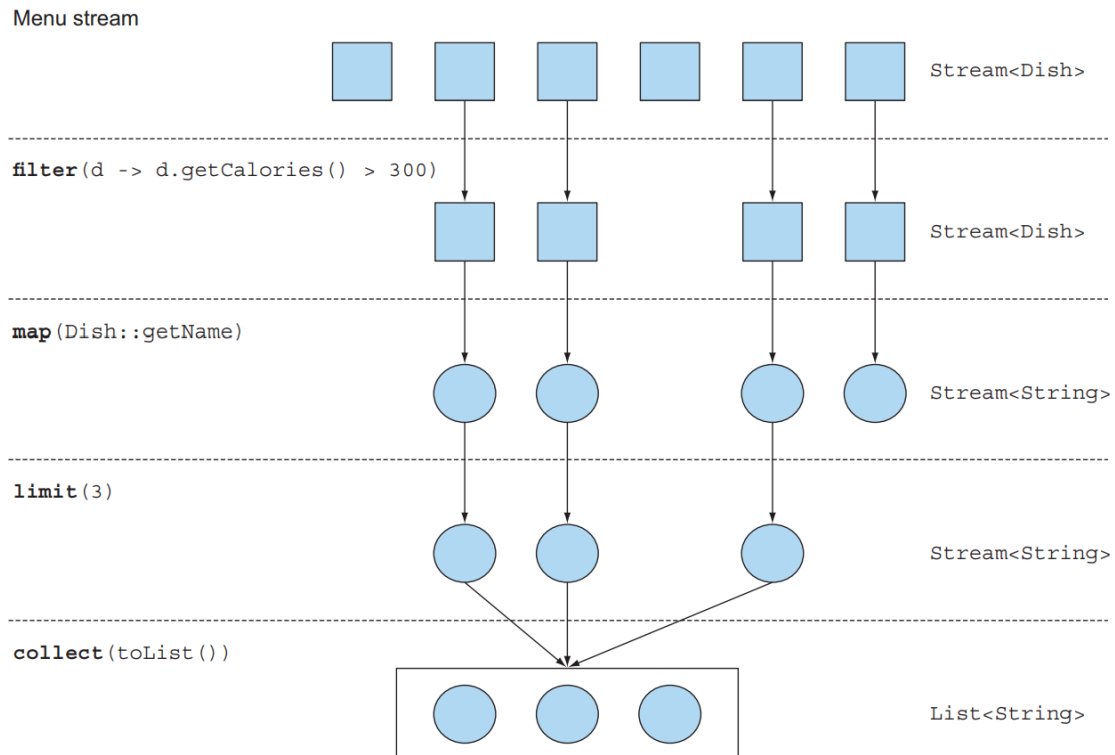 Menu stream
Stream<Dish>
filter(d -> d.getCalories() > 300)
Stream<Dish>
map(Dish::getName)
Stream<String>
limit(3)
Stream<String>
collect(toList())
List<String>